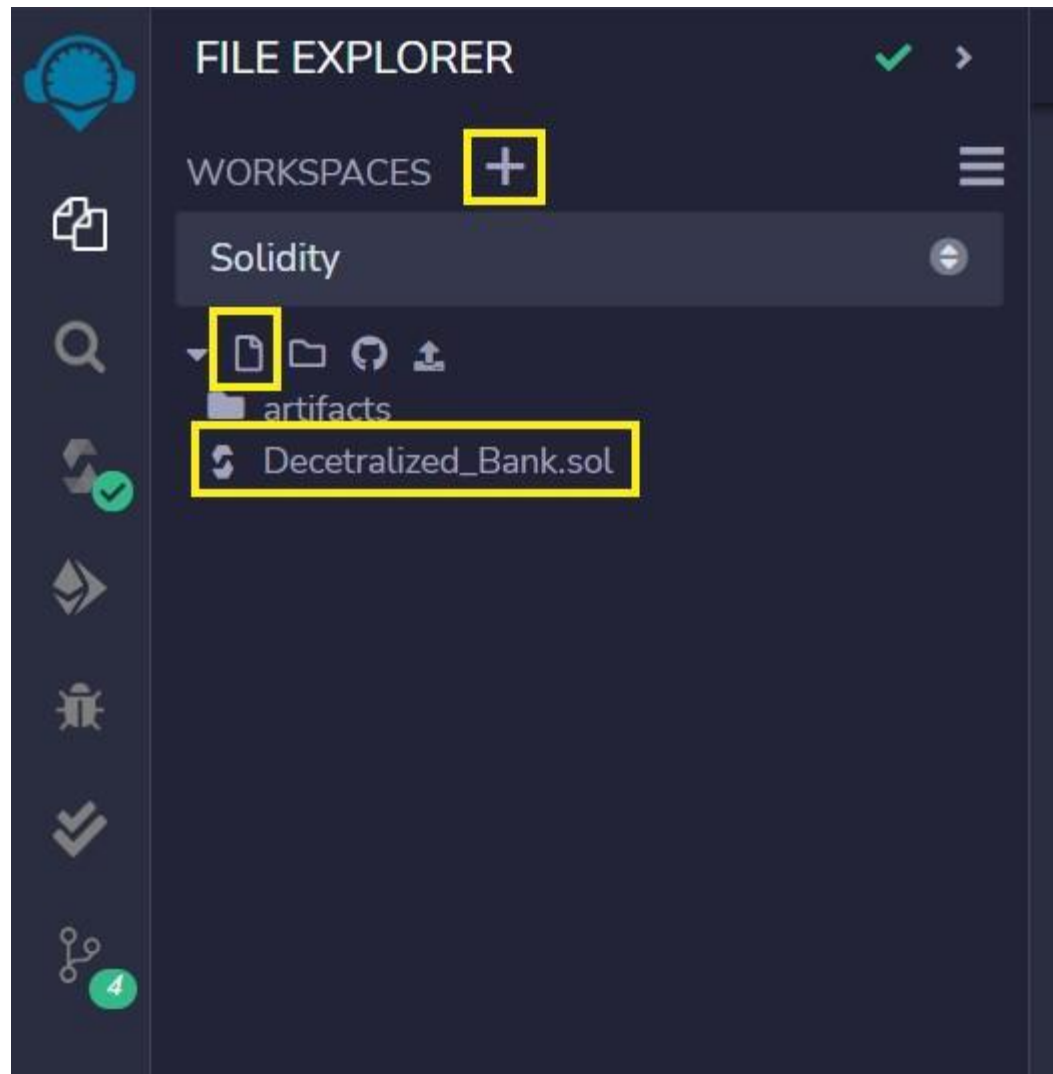 FILE EXPLORER
WORKSPACES
Solidity
artifacts
Decetralized_Bank.sol
4